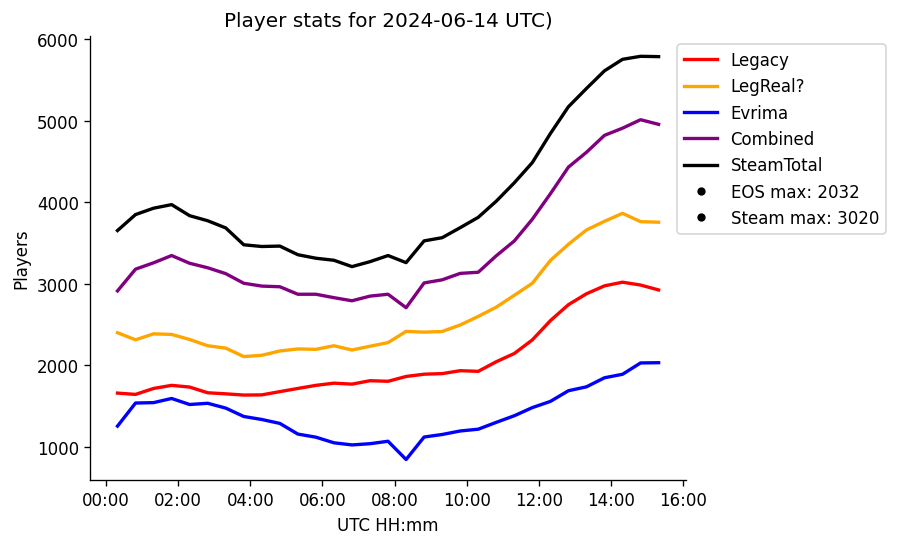 Player stats for 2024-06-14 UTC)
Players
6000
5000
4000
3000
2000
1000
00:00 02:00 04:00 06:00 08:00 10:00 12:00 14:00 16:00
UTC HH:mm
Legacy
LegReal?
Evrima
Combined
SteamTotal
EOS max: 2032
Steam max: 3020